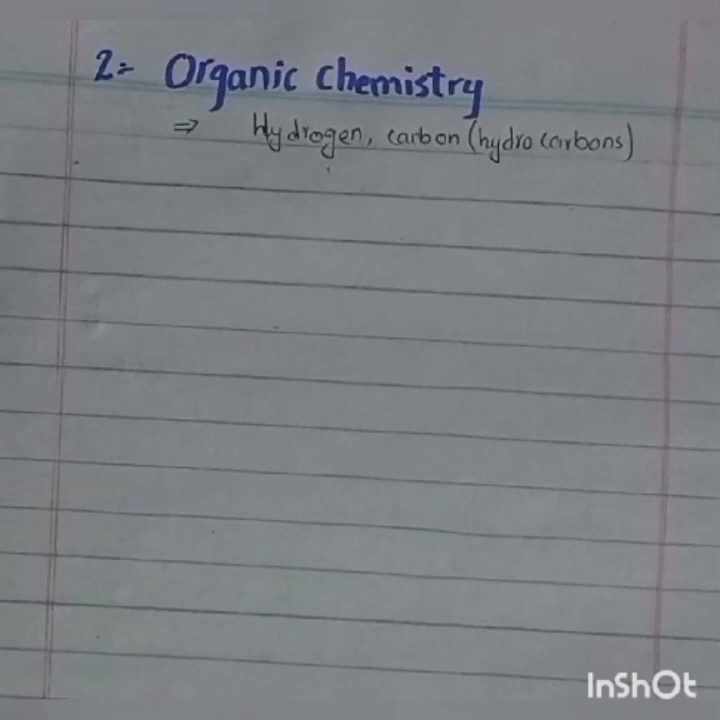 2:- Organic chemistry
⇒ Hydrogen, carbon (hydro carbons)
InShOt